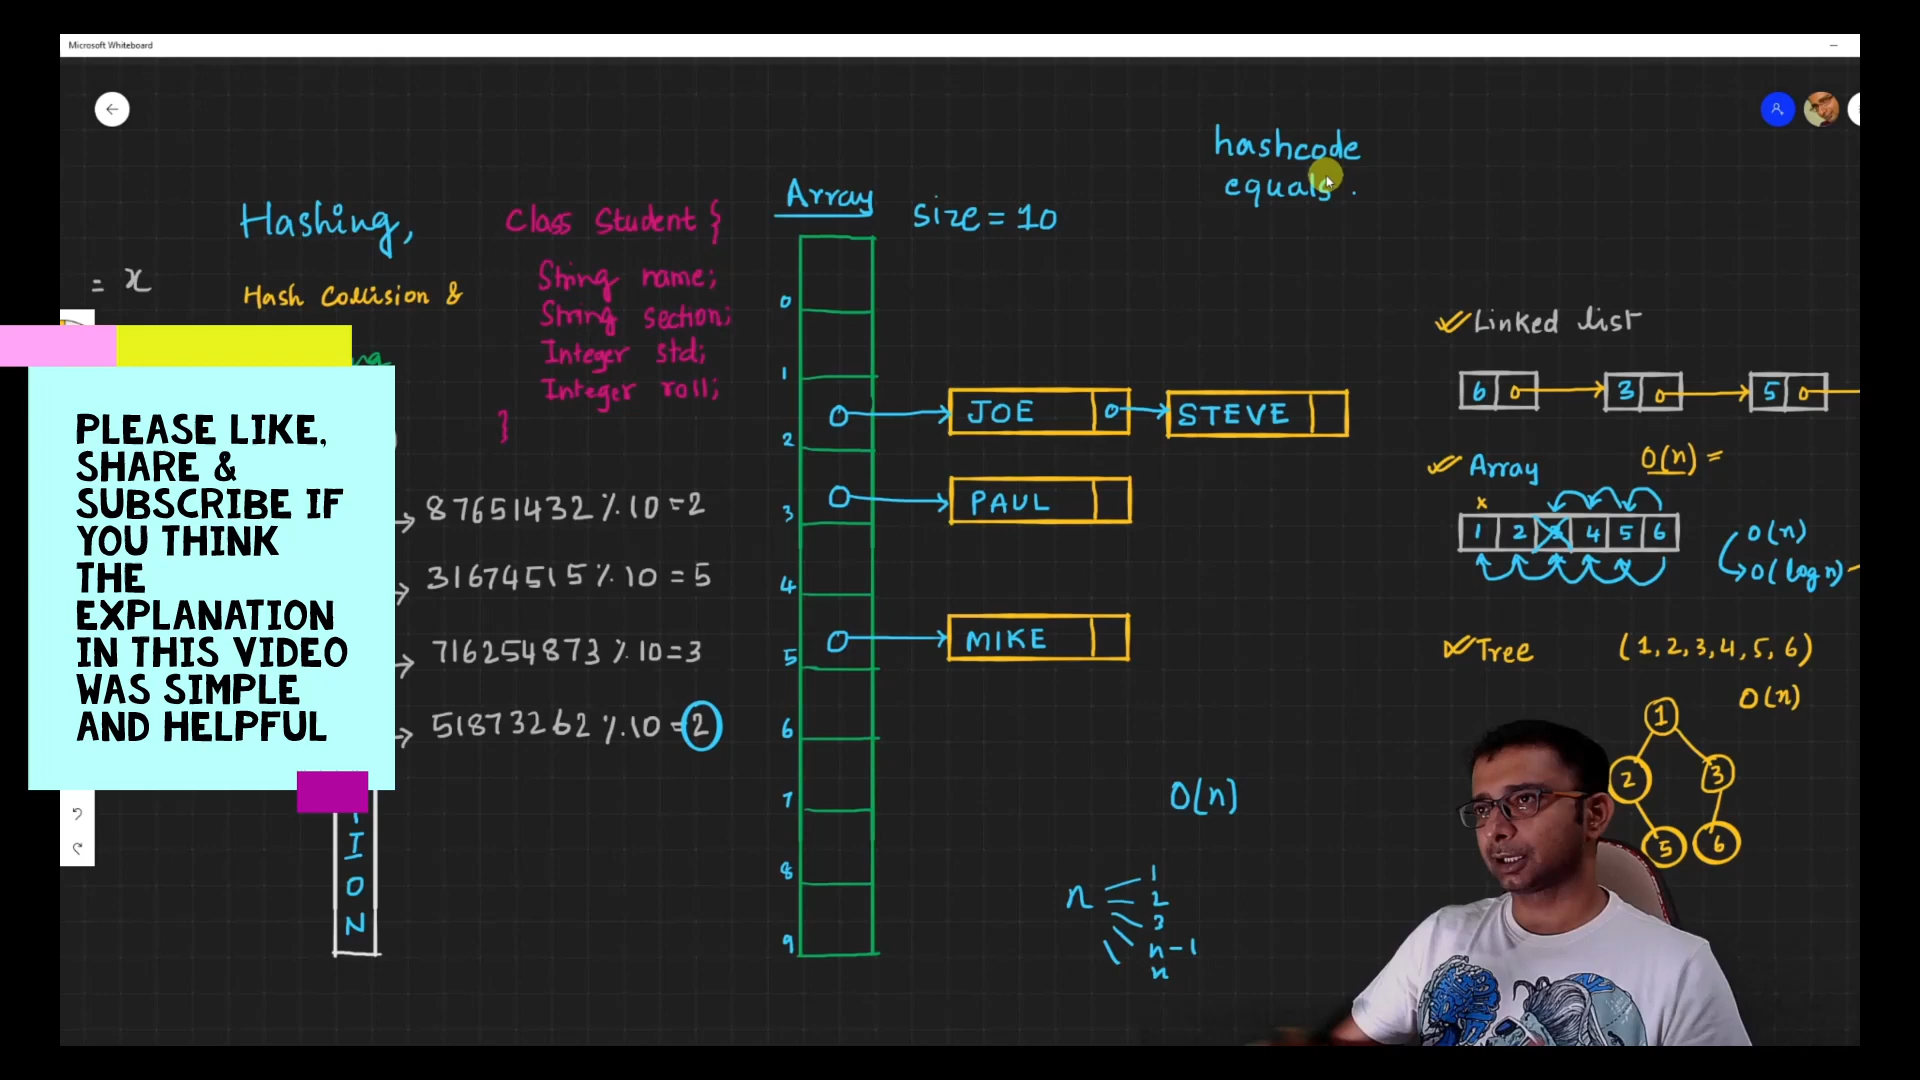 Microsoft Whiteboard
hashcode
equals .
Array
size = 10
Hashing,
Class Student {
String name;
String section;
Integer std;
Integer roll;
}
= x
Hash Collision &
PLEASE LIKE,
SHARE &
SUBSCRIBE IF
YOU THINK
THE
EXPLANATION
IN THIS VIDEO
WAS SIMPLE
AND HELPFUL
87651432 % 10 = 2
31674515 % 10 = 5
716254873 % 10 = 3
51873262 % 10 = 2
I
O
N
0
1
2
3
4
5
6
7
8
9
JOE
STEVE
PAUL
MIKE
O(n)
n
1
2
3
n-1
n
Linked list
6 3 5
Array
O(n) =
x
1 2 3 4 5 6
O(n)
O(log n)
Tree
(1, 2, 3, 4, 5, 6)
O(n)
1
2 3
5 6